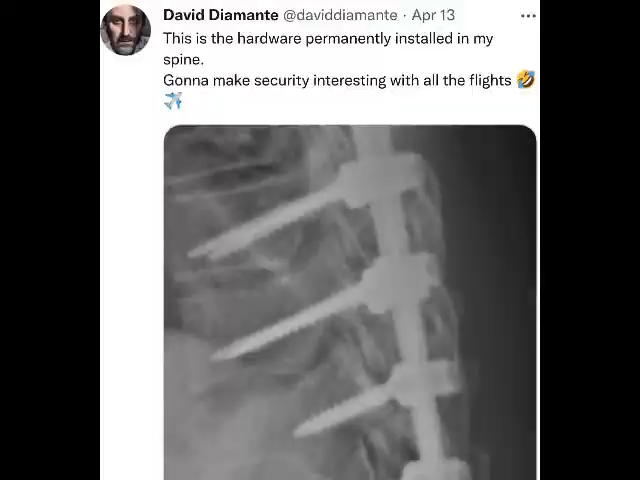 David Diamante @daviddiamante · Apr 13
This is the hardware permanently installed in my
spine.
Gonna make security interesting with all the flights 🤣
✈️